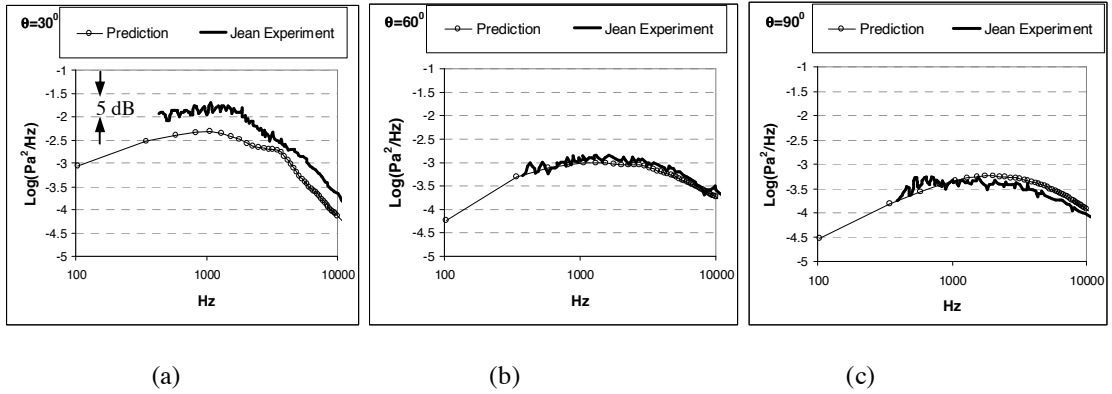 θ=30⁰
Prediction Jean Experiment
-1
-1.5
5 dB
-2
-2.5
-3
-3.5
-4
-4.5
-5
Log(Pa²/Hz)
100 1000 10000
Hz
(a)
θ=60⁰
Prediction Jean Experiment
-1
-1.5
-2
-2.5
-3
-3.5
-4
-4.5
-5
Log(Pa²/Hz)
100 1000 10000
Hz
(b)
θ=90⁰
Prediction Jean Experiment
-1
-1.5
-2
-2.5
-3
-3.5
-4
-4.5
-5
Log(Pa²/Hz)
100 1000 10000
Hz
(c)